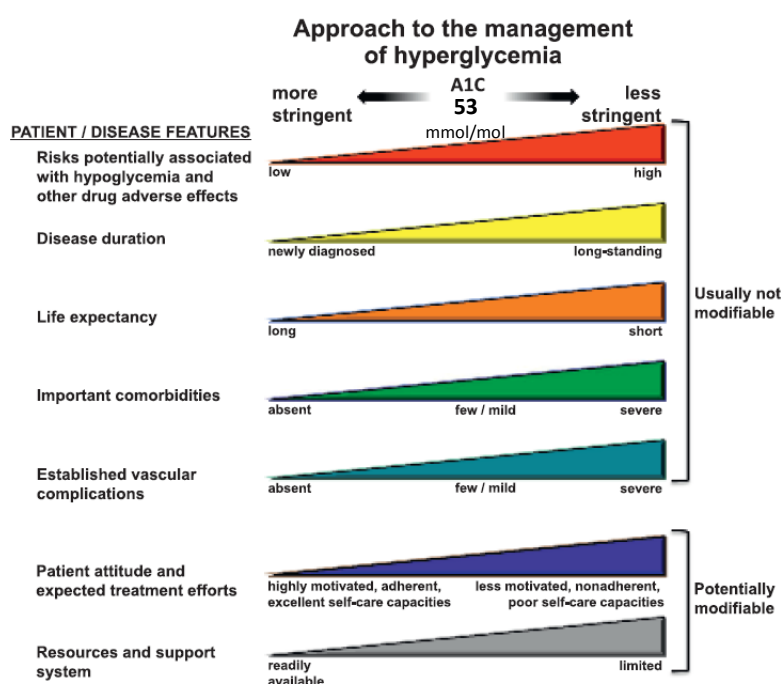 Approach to the management
of hyperglycemia
more
stringent
A1C
53
mmol/mol
less
stringent
PATIENT / DISEASE FEATURES
Risks potentially associated
with hypoglycemia and
other drug adverse effects
low
high
Disease duration
newly diagnosed
long-standing
Life expectancy
long
short
Usually not
modifiable
Important comorbidities
absent
few / mild
severe
Established vascular
complications
absent
few / mild
severe
Patient attitude and
expected treatment efforts
highly motivated, adherent,
excellent self-care capacities
less motivated, nonadherent,
poor self-care capacities
Potentially
modifiable
Resources and support
system
readily
available
limited